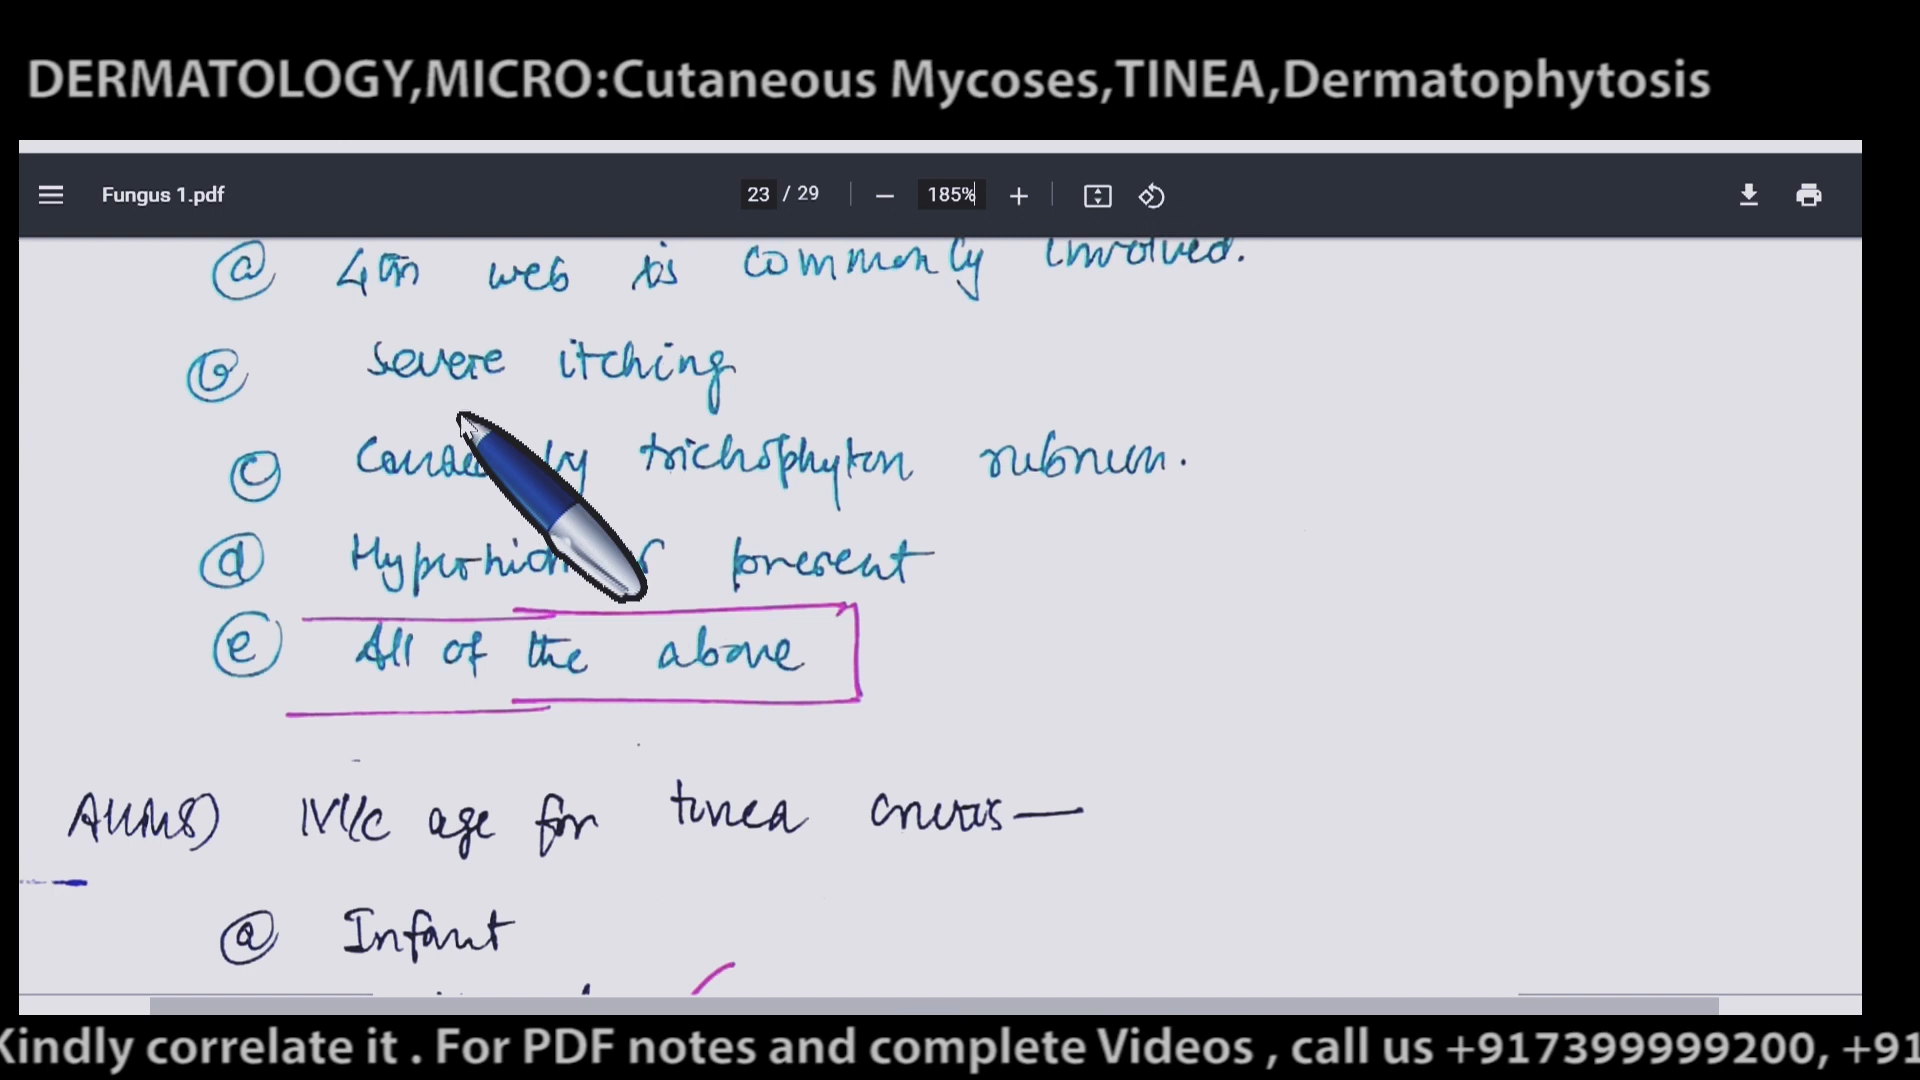 DERMATOLOGY,MICRO:Cutaneous Mycoses,TINEA,Dermatophytosis
Fungus 1.pdf
23 / 29
185%
ⓐ 4th web is commonly involved.
ⓑ severe itching
ⓒ by trichophyton rubrum.
ⓓ present
ⓔ All of the above
AIIMS) M/c age for tinea cruris—
ⓐ Infant
Kindly correlate it . For PDF notes and complete Videos , call us +917399999200, +91